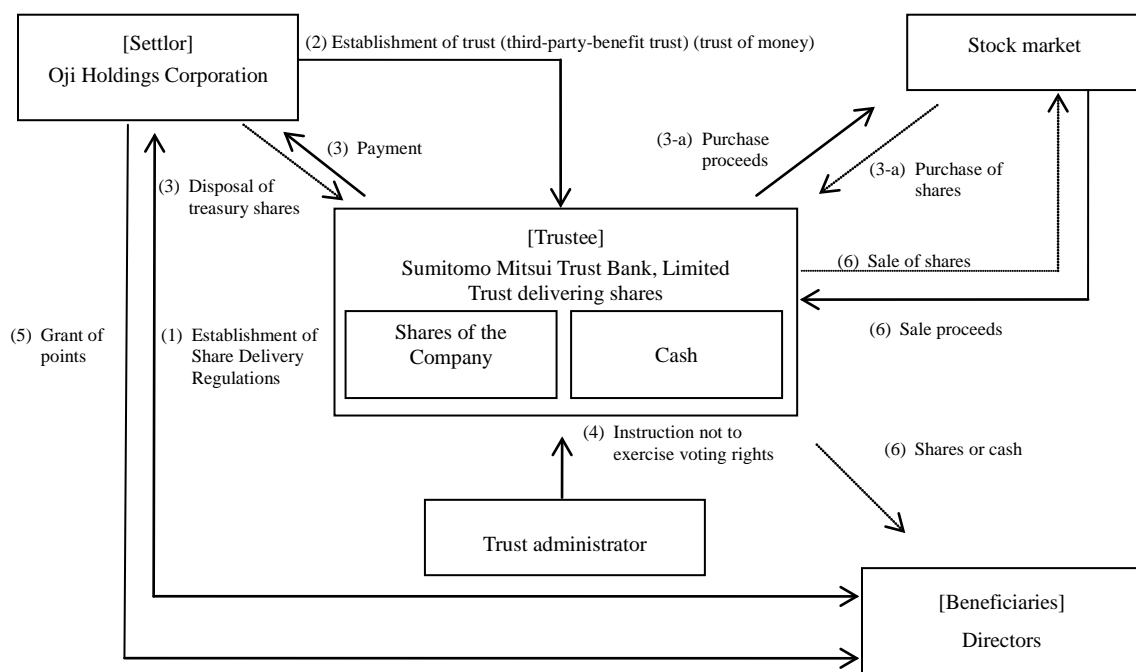 [Settlor]
Oji Holdings Corporation
(2) Establishment of trust (third-party-benefit trust) (trust of money)
Stock market
(3) Payment
(3) Disposal of
treasury shares
(3-a) Purchase
proceeds
(3-a) Purchase of
shares
[Trustee]
Sumitomo Mitsui Trust Bank, Limited
Trust delivering shares
Shares of the
Company
Cash
(6) Sale of shares
(6) Sale proceeds
(5) Grant of
points
(1) Establishment of
Share Delivery
Regulations
(4) Instruction not to
exercise voting rights
(6) Shares or cash
Trust administrator
[Beneficiaries]
Directors